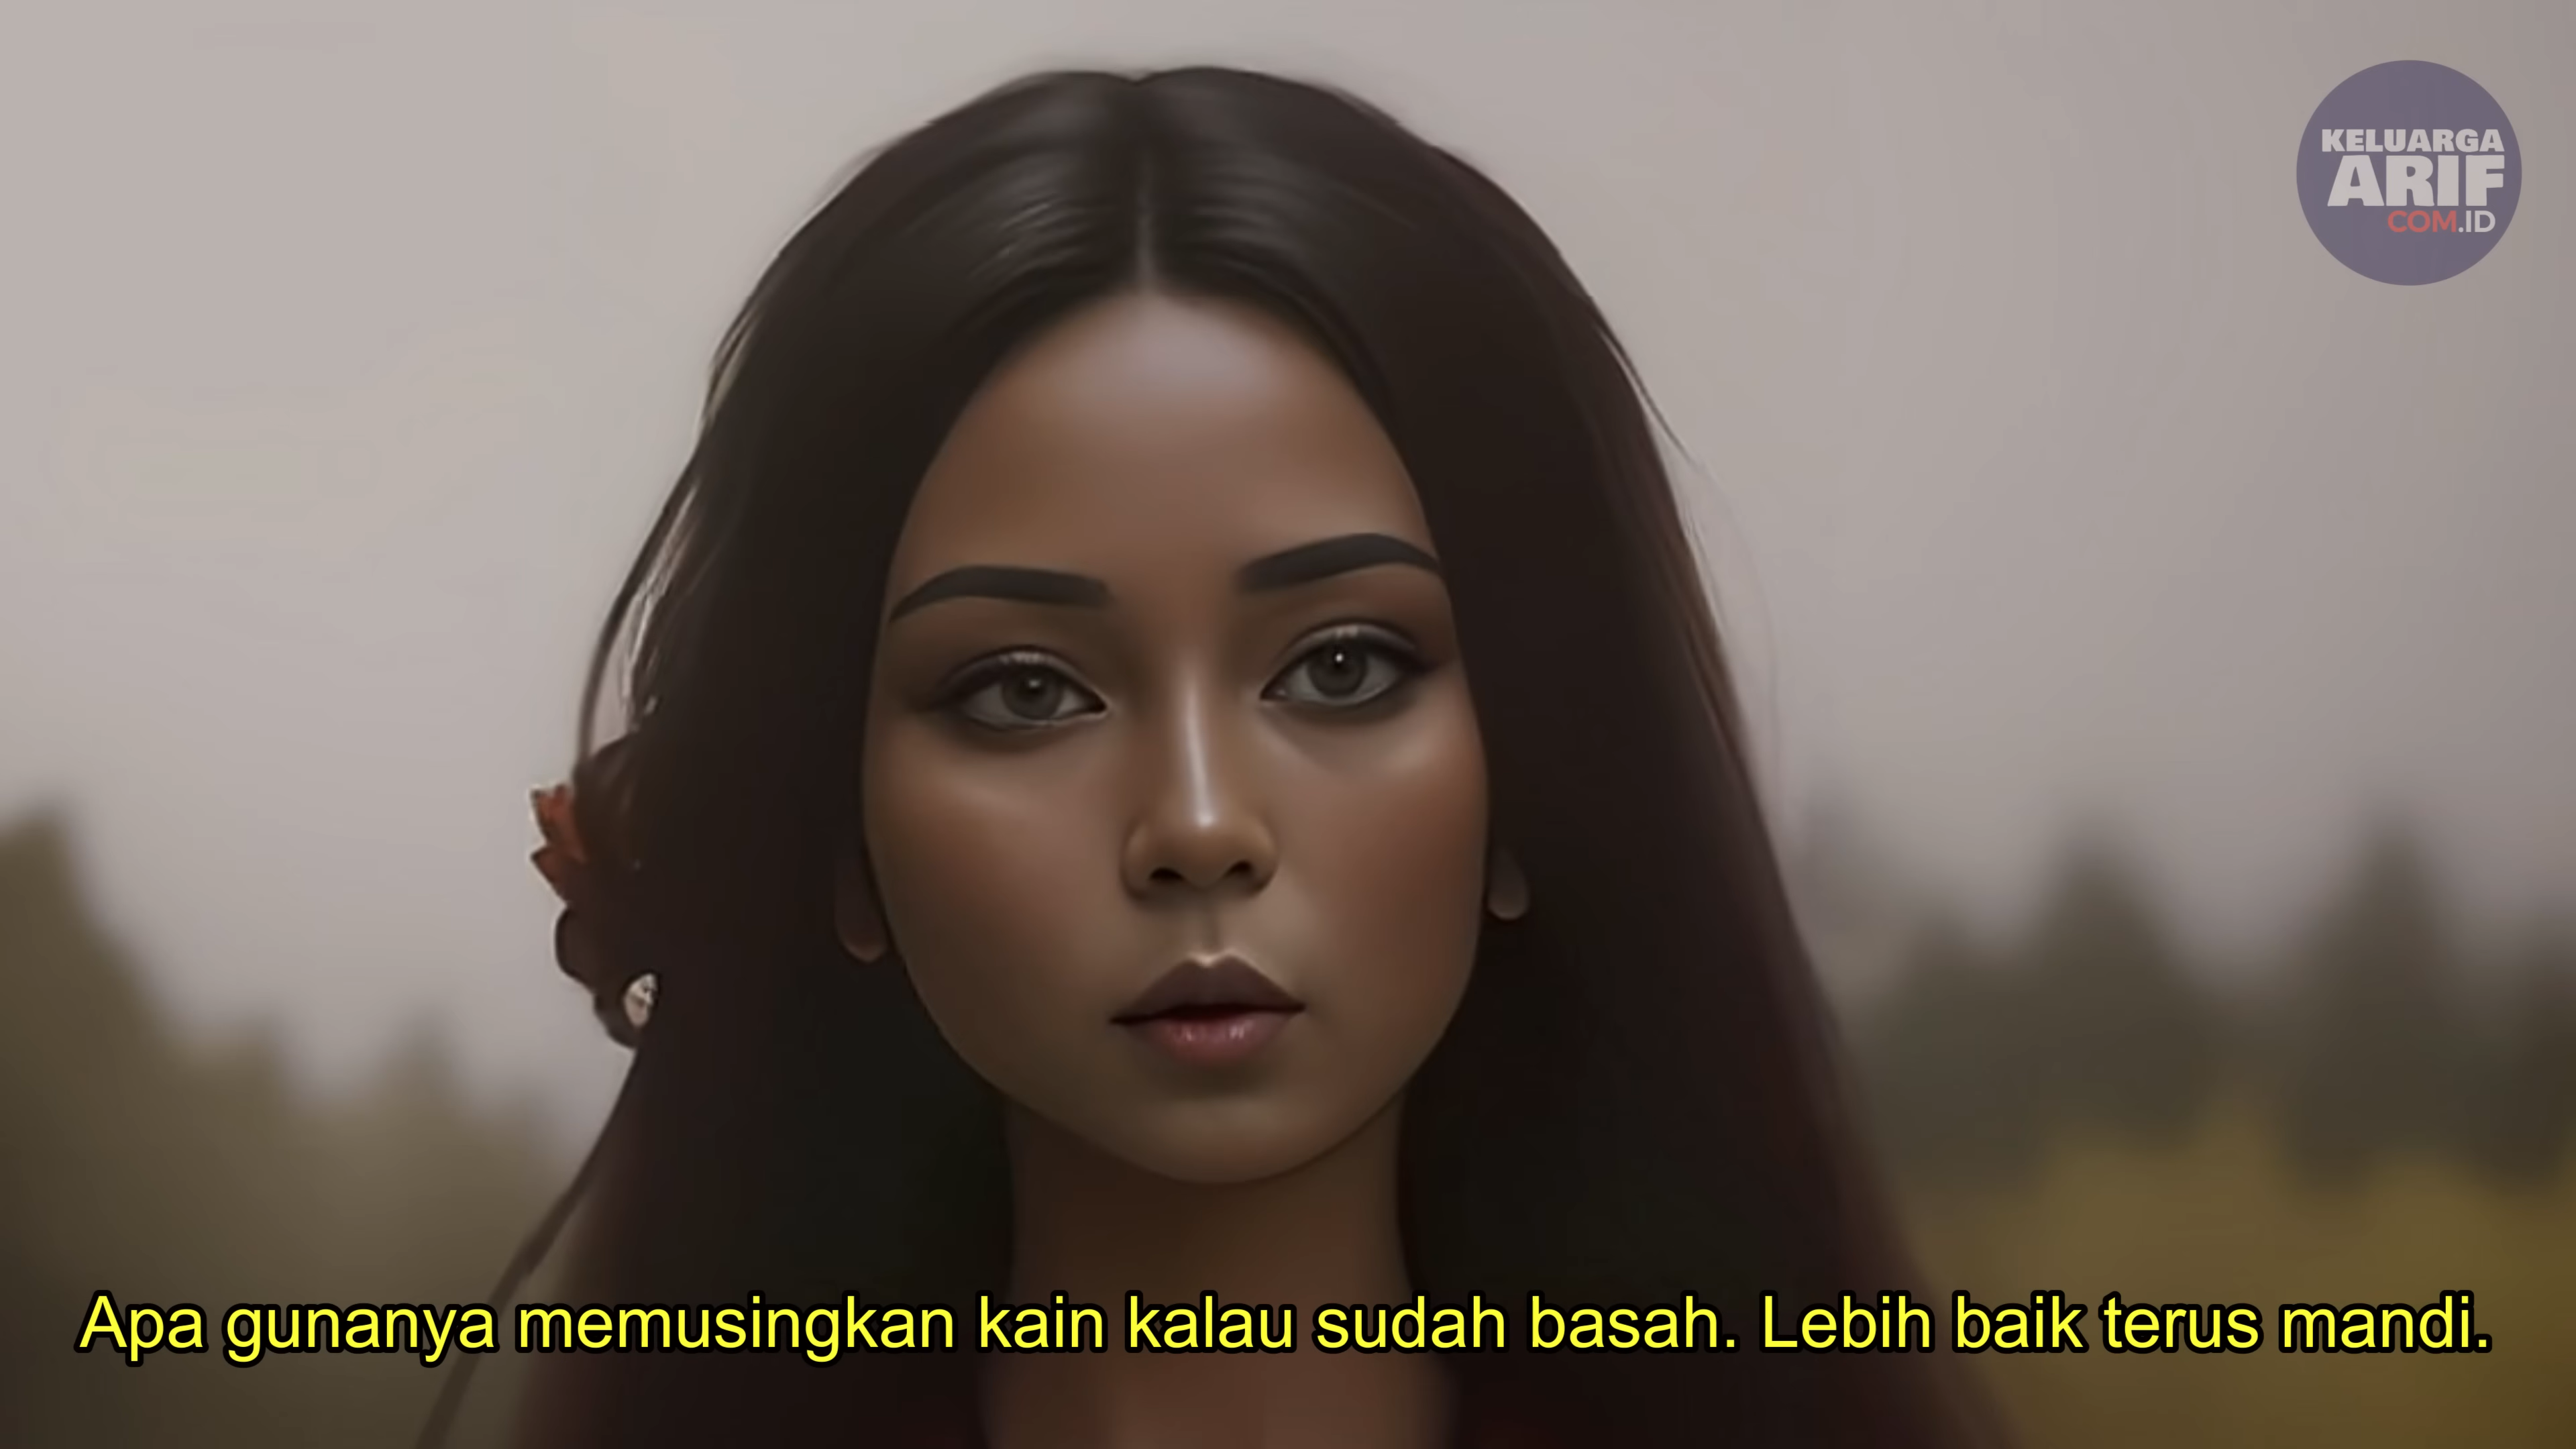 KELUARGA
ARIF
COM.ID
Apa gunanya memusingkan kain kalau sudah basah. Lebih baik terus mandi.